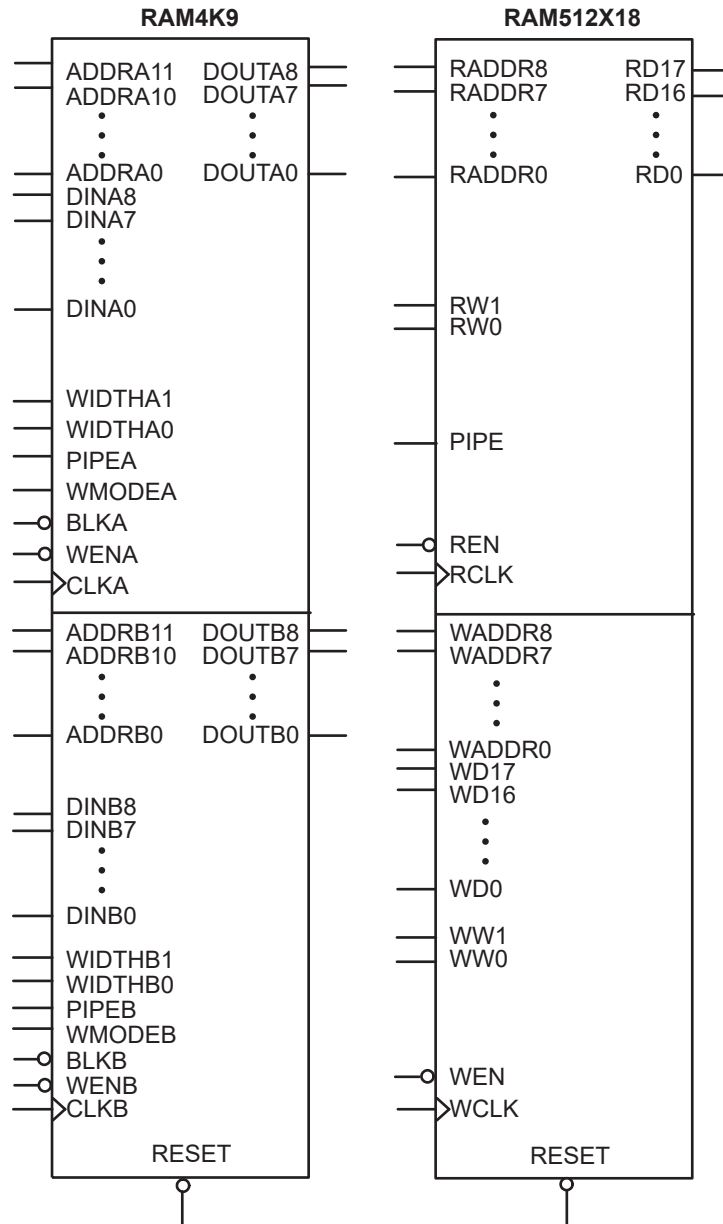 RAM4K9
ADDRA11 DOUTA8
ADDRA10 DOUTA7
ADDRA0 DOUTA0
DINA8
DINA7
DINA0
WIDTHA1
WIDTHA0
PIPEA
WMODEA
BLKA
WENA
CLKA
ADDRB11 DOUTB8
ADDRB10 DOUTB7
ADDRB0 DOUTB0
DINB8
DINB7
DINB0
WIDTHB1
WIDTHB0
PIPEB
WMODEB
BLKB
WENB
CLKB
RESET
RAM512X18
RADDR8 RD17
RADDR7 RD16
RADDR0 RD0
RW1
RW0
PIPE
REN
RCLK
WADDR8
WADDR7
WADDR0
WD17
WD16
WD0
WW1
WW0
WEN
WCLK
RESET